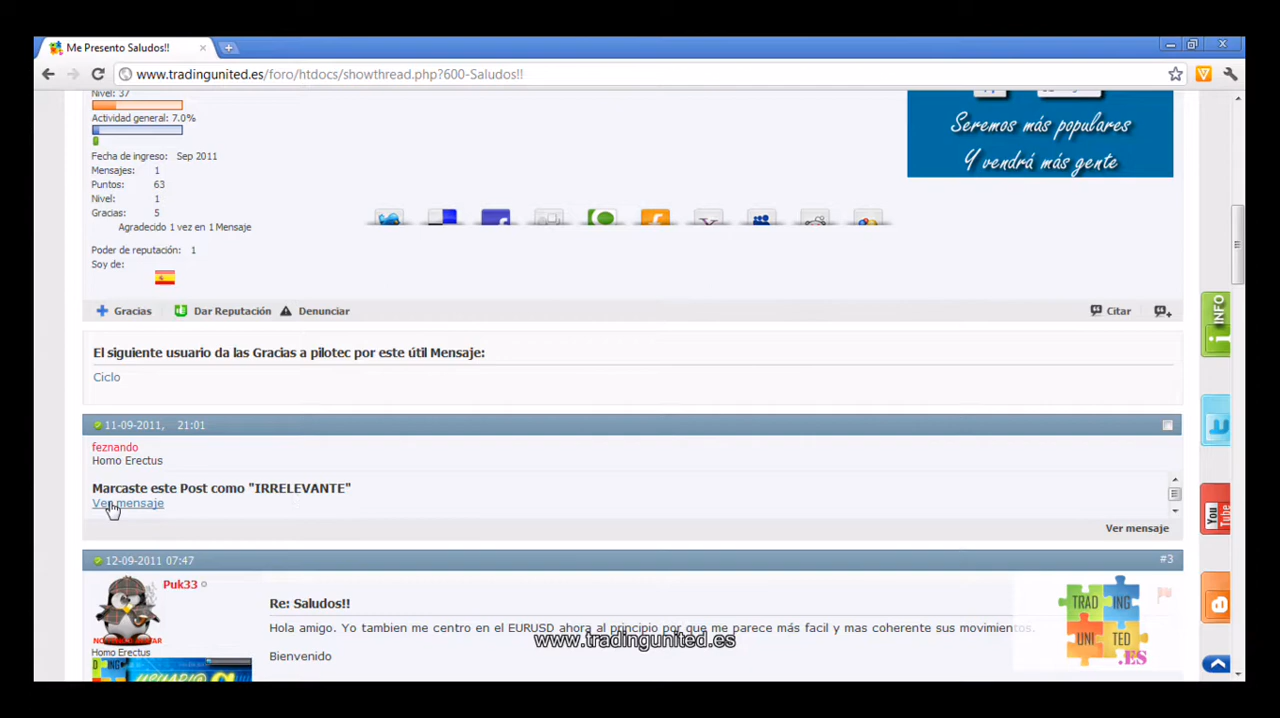 Me Presento Saludos!!
www.tradingunited.es/foro/htdocs/showthread.php?600-Saludos!!
Nivel: 37
Actividad general: 7.0%
Fecha de ingreso: Sep 2011
Mensajes: 1
Puntos: 63
Nivel: 1
Gracias: 5
Agradecido 1 vez en 1 Mensaje
Poder de reputación: 1
Soy de:
Seremos más populares
Y vendrá más gente
Gracias Dar Reputación Denunciar Citar
El siguiente usuario da las Gracias a pilotec por este útil Mensaje:
Ciclo
11-09-2011, 21:01
feznando
Homo Erectus
Marcaste este Post como "IRRELEVANTE"
Ver mensaje
Ver mensaje
12-09-2011 07:47 #3
Puk33
Re: Saludos!!
Hola amigo. Yo tambien me centro en el EURUSD ahora al principio por que me parece más facil y mas coherente sus movimientos.
Bienvenido
Homo Erectus
www.tradingunited.es
TRAD ING
UNI TED
.ES
INFO
You Tube